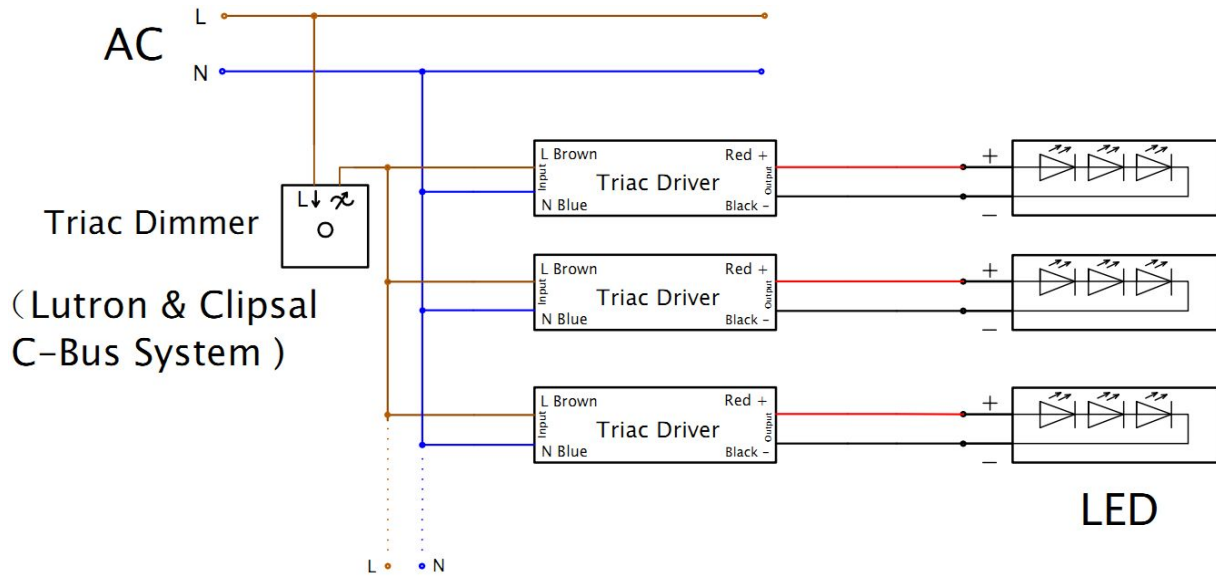 L
AC
N
L Brown
Red +
Input
Triac Driver
Output
N Blue
Black -
+
−
L
Triac Dimmer
（Lutron & Clipsal
C-Bus System ）
L Brown
Red +
Input
Triac Driver
Output
N Blue
Black -
+
−
L Brown
Red +
Input
Triac Driver
Output
N Blue
Black -
+
−
LED
L
N